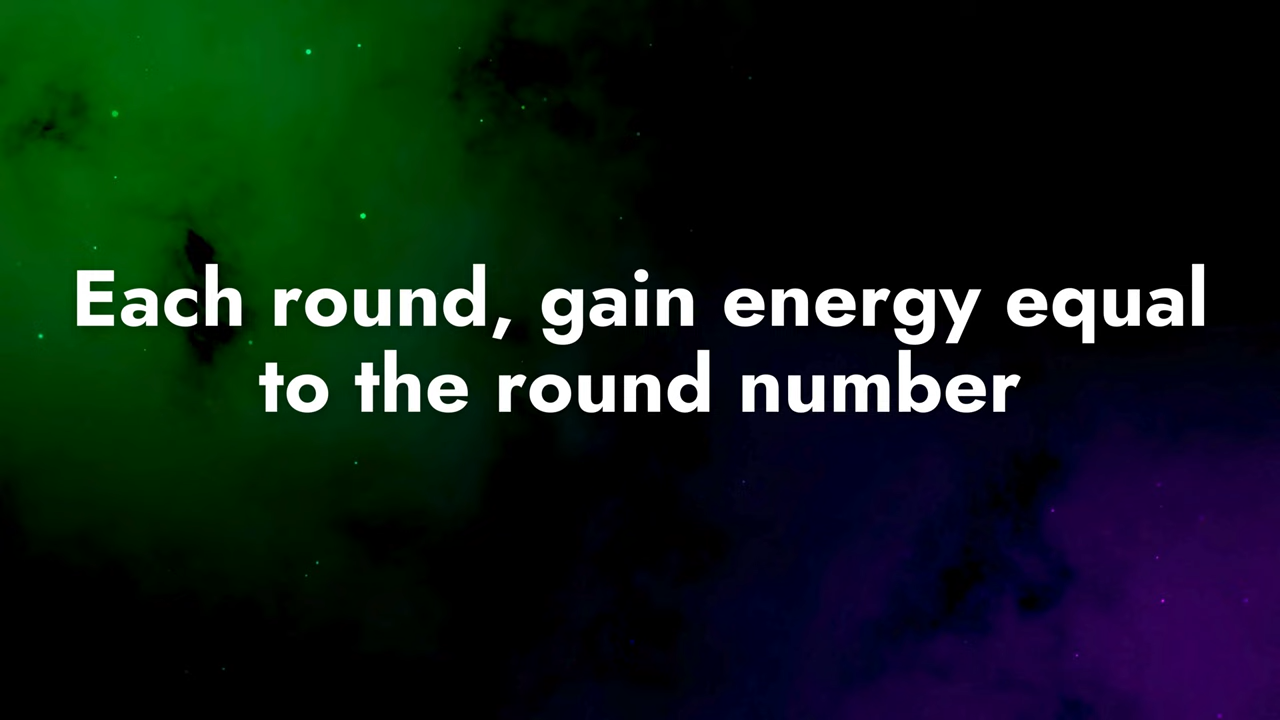 Each round, gain energy equal
to the round number